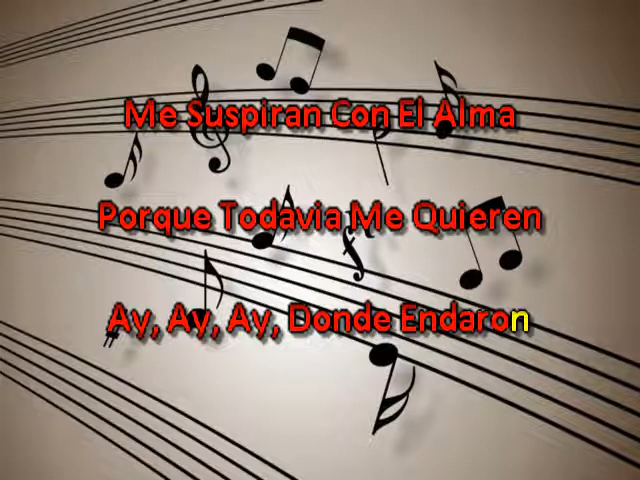 Me Suspiran Con El Alma
Porque Todavia Me Quieren
Ay, Ay, Ay, Donde Endaron